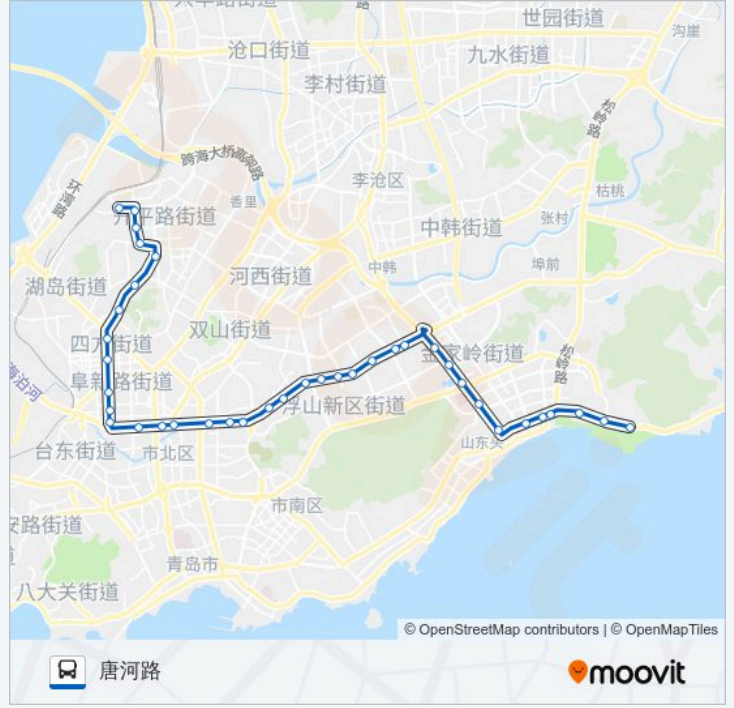 世园街道
沟崖
沧口街道
九水街道
李村街道
松岭路
跨海大桥高架路
环湾路
李沧区
香里
枯桃
张村
升平路街道
中韩街道
中韩
埠前
湖岛街道
河西街道
双山街道
四方街道
金家岭街道
松岭路
海泊河
阜新路街道
浮山新区街道
台东街道
市北区
山东头
市南区
安路街道
青岛市
八大关街道
© OpenStreetMap contributors | © OpenMapTiles
唐河路
moovit